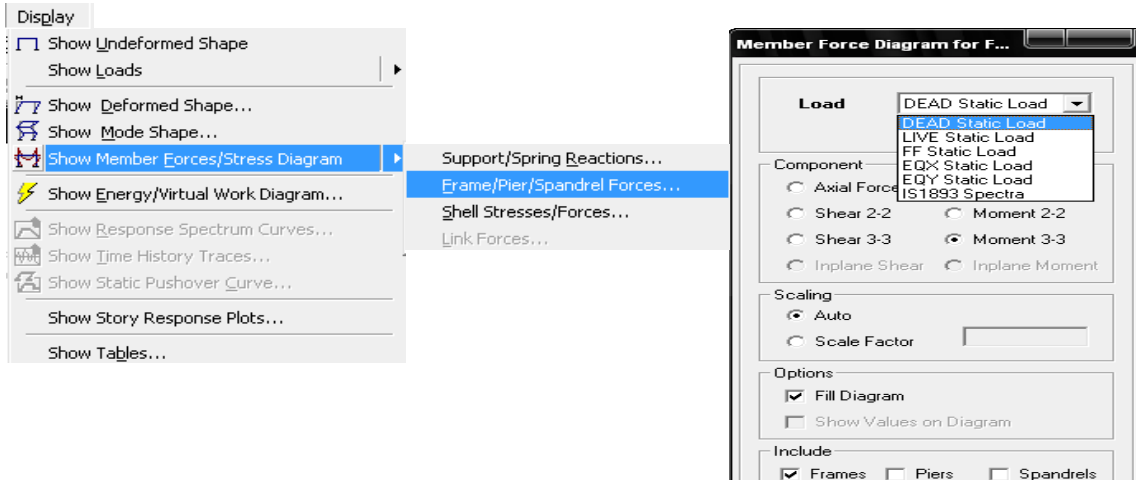 Display
Show Undeformed Shape
Show Loads
Show Deformed Shape...
Show Mode Shape...
Show Member Forces/Stress Diagram
Show Energy/Virtual Work Diagram...
Show Response Spectrum Curves...
Show Time History Traces...
Show Static Pushover Curve...
Show Story Response Plots...
Show Tables...
Support/Spring Reactions...
Frame/Pier/Spandrel Forces...
Shell Stresses/Forces...
Link Forces...
Member Force Diagram for F...
Load DEAD Static Load
DEAD Static Load
LIVE Static Load
FF Static Load
EQX Static Load
EQY Static Load
IS1893 Spectra
Component
Axial Force
Shear 2-2 Moment 2-2
Shear 3-3 Moment 3-3
Inplane Shear Inplane Moment
Scaling
Auto
Scale Factor
Options
Fill Diagram
Show Values on Diagram
Include
Frames Piers Spandrels